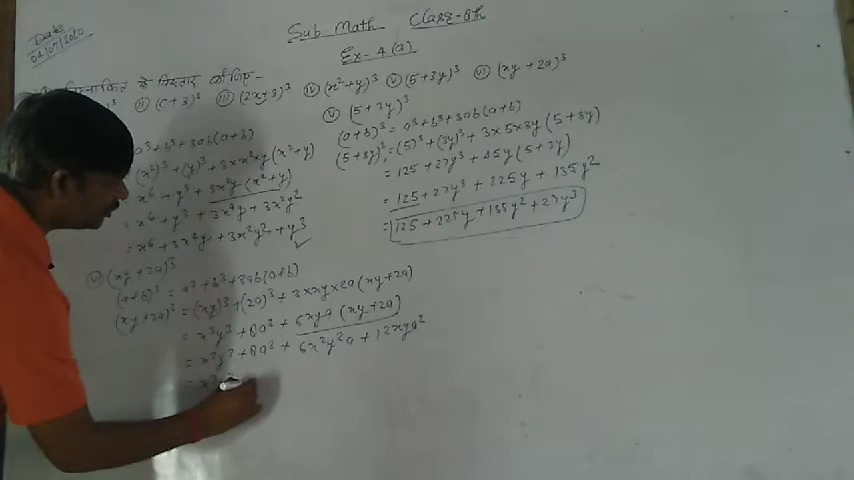 Date
04/07/2020
Sub Math Class-8th
Ex-4(a)
के विस्तार
(ii) (c+3)³ (iii) (2x+3)³ (iv) (x²+y)³ (v) (5+3y)³ (vi) (xy+2a)³
a³+b³+3ab(a+b)
(x²)³+(y)³+3×x²×y(x²+y)
x⁶+y³+3x²y(x²+y)
= x⁶+y³+3x⁴y+3x²y²
= x⁶+3x⁴y+3x²y²+y³
(v) (5+3y)³
(a+b)³ = a³+b³+3ab(a+b)
(5+3y)³ = (5)³+(3y)³+3×5×3y(5+3y)
= 125+27y³+45y(5+3y)
= 125+27y³+225y+135y²
= 125+225y+135y²+27y³
(xy+2a)³
(a+b)³ = a³+b³+3ab(a+b)
(xy+2a)³ = (xy)³+(2a)³+3×xy×2a(xy+2a)
= x³y³+8a³+6xya(xy+2a)
= x³y³+8a³+6x²y²a+12xya²
= x³